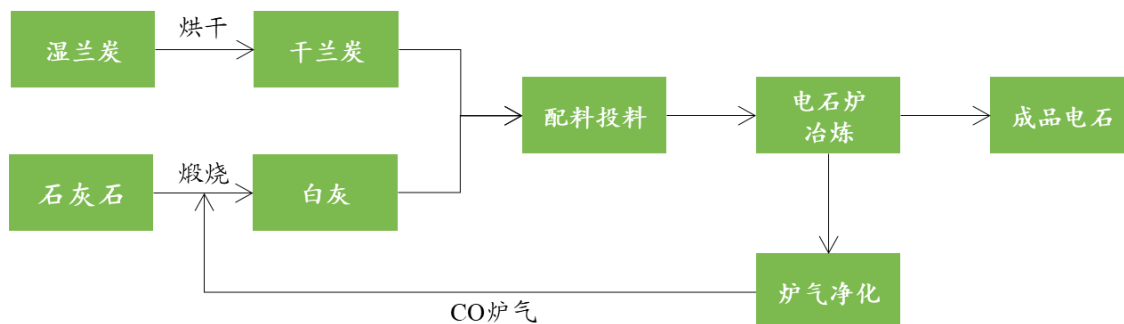 湿兰炭
烘干
干兰炭
配料投料
电石炉
冶炼
成品电石
石灰石
煅烧
白灰
炉气净化
CO炉气